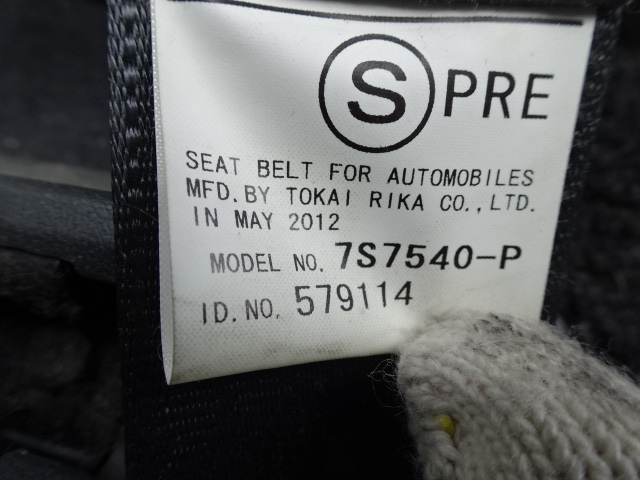 S PRE
SEAT BELT FOR AUTOMOBILES
MFD. BY TOKAI RIKA CO., LTD.
IN MAY 2012
MODEL NO. 7S7540-P
ID. NO. 579114